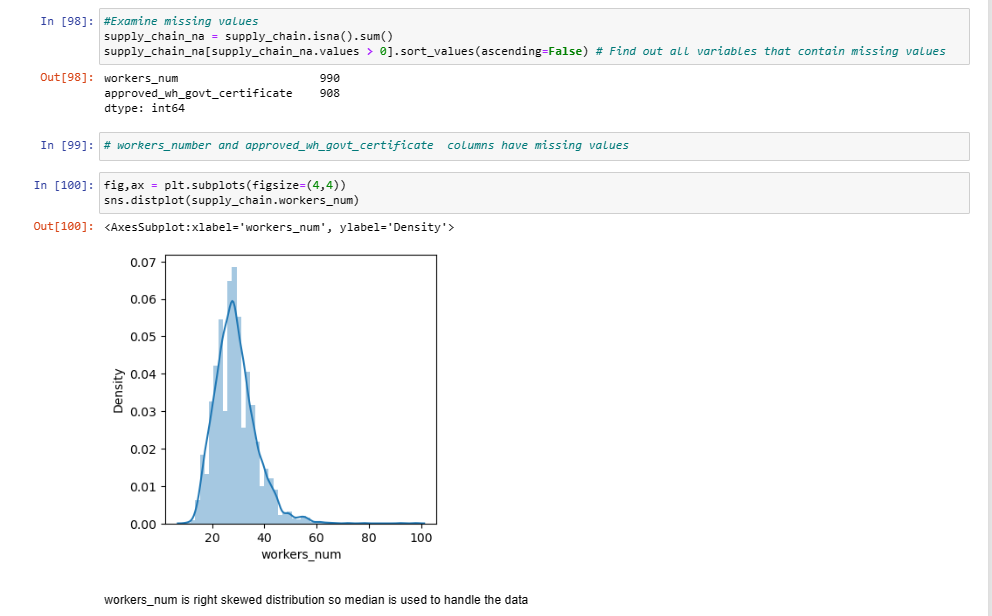 In [98]: #Examine missing values
supply_chain_na = supply_chain.isna().sum()
supply_chain_na[supply_chain_na.values > 0].sort_values(ascending=False) # Find out all variables that contain missing values
Out[98]: workers_num 990
approved_wh_govt_certificate 908
dtype: int64
In [99]: # workers_number and approved_wh_govt_certificate  columns have missing values
In [100]: fig,ax = plt.subplots(figsize=(4,4))
sns.distplot(supply_chain.workers_num)
Out[100]: <AxesSubplot:xlabel='workers_num', ylabel='Density'>
0.07
0.06
0.05
0.04
0.03
0.02
0.01
0.00
Density
20 40 60 80 100
workers_num
workers_num is right skewed distribution so median is used to handle the data